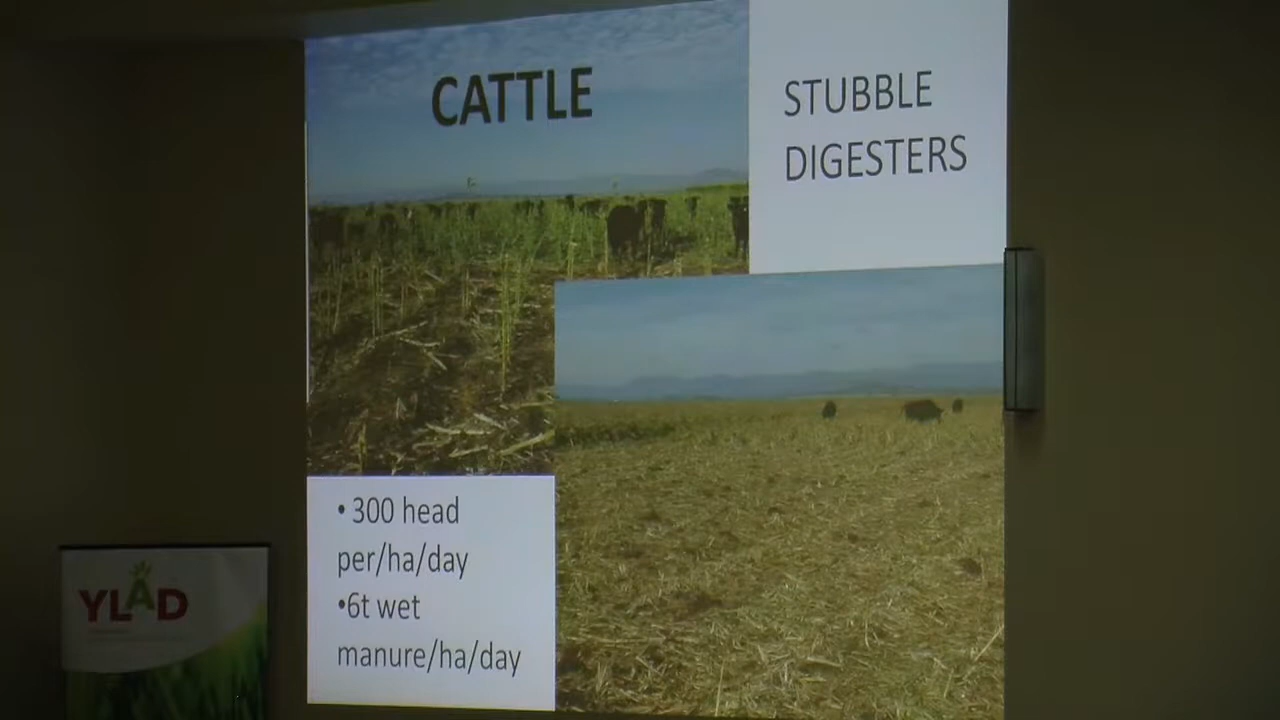 CATTLE
STUBBLE
DIGESTERS
• 300 head
per/ha/day
•6t wet
manure/ha/day
YLAD